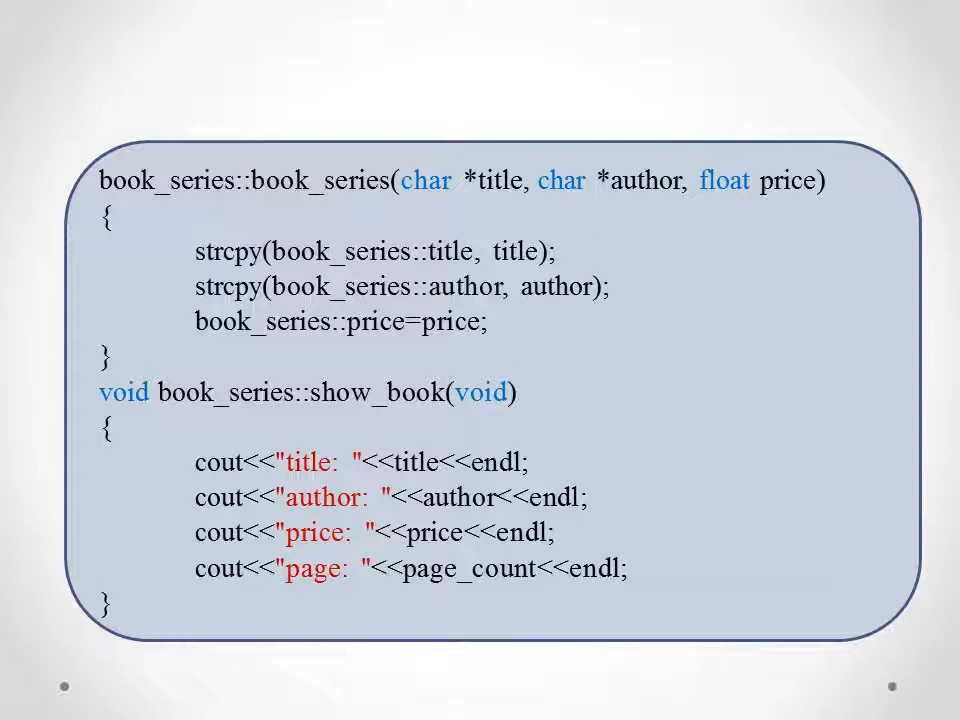 book_series::book_series(char *title, char *author, float price)
{
strcpy(book_series::title, title);
strcpy(book_series::author, author);
book_series::price=price;
}
void book_series::show_book(void)
{
cout<<"title: "<<title<<endl;
cout<<"author: "<<author<<endl;
cout<<"price: "<<price<<endl;
cout<<"page: "<<page_count<<endl;
}